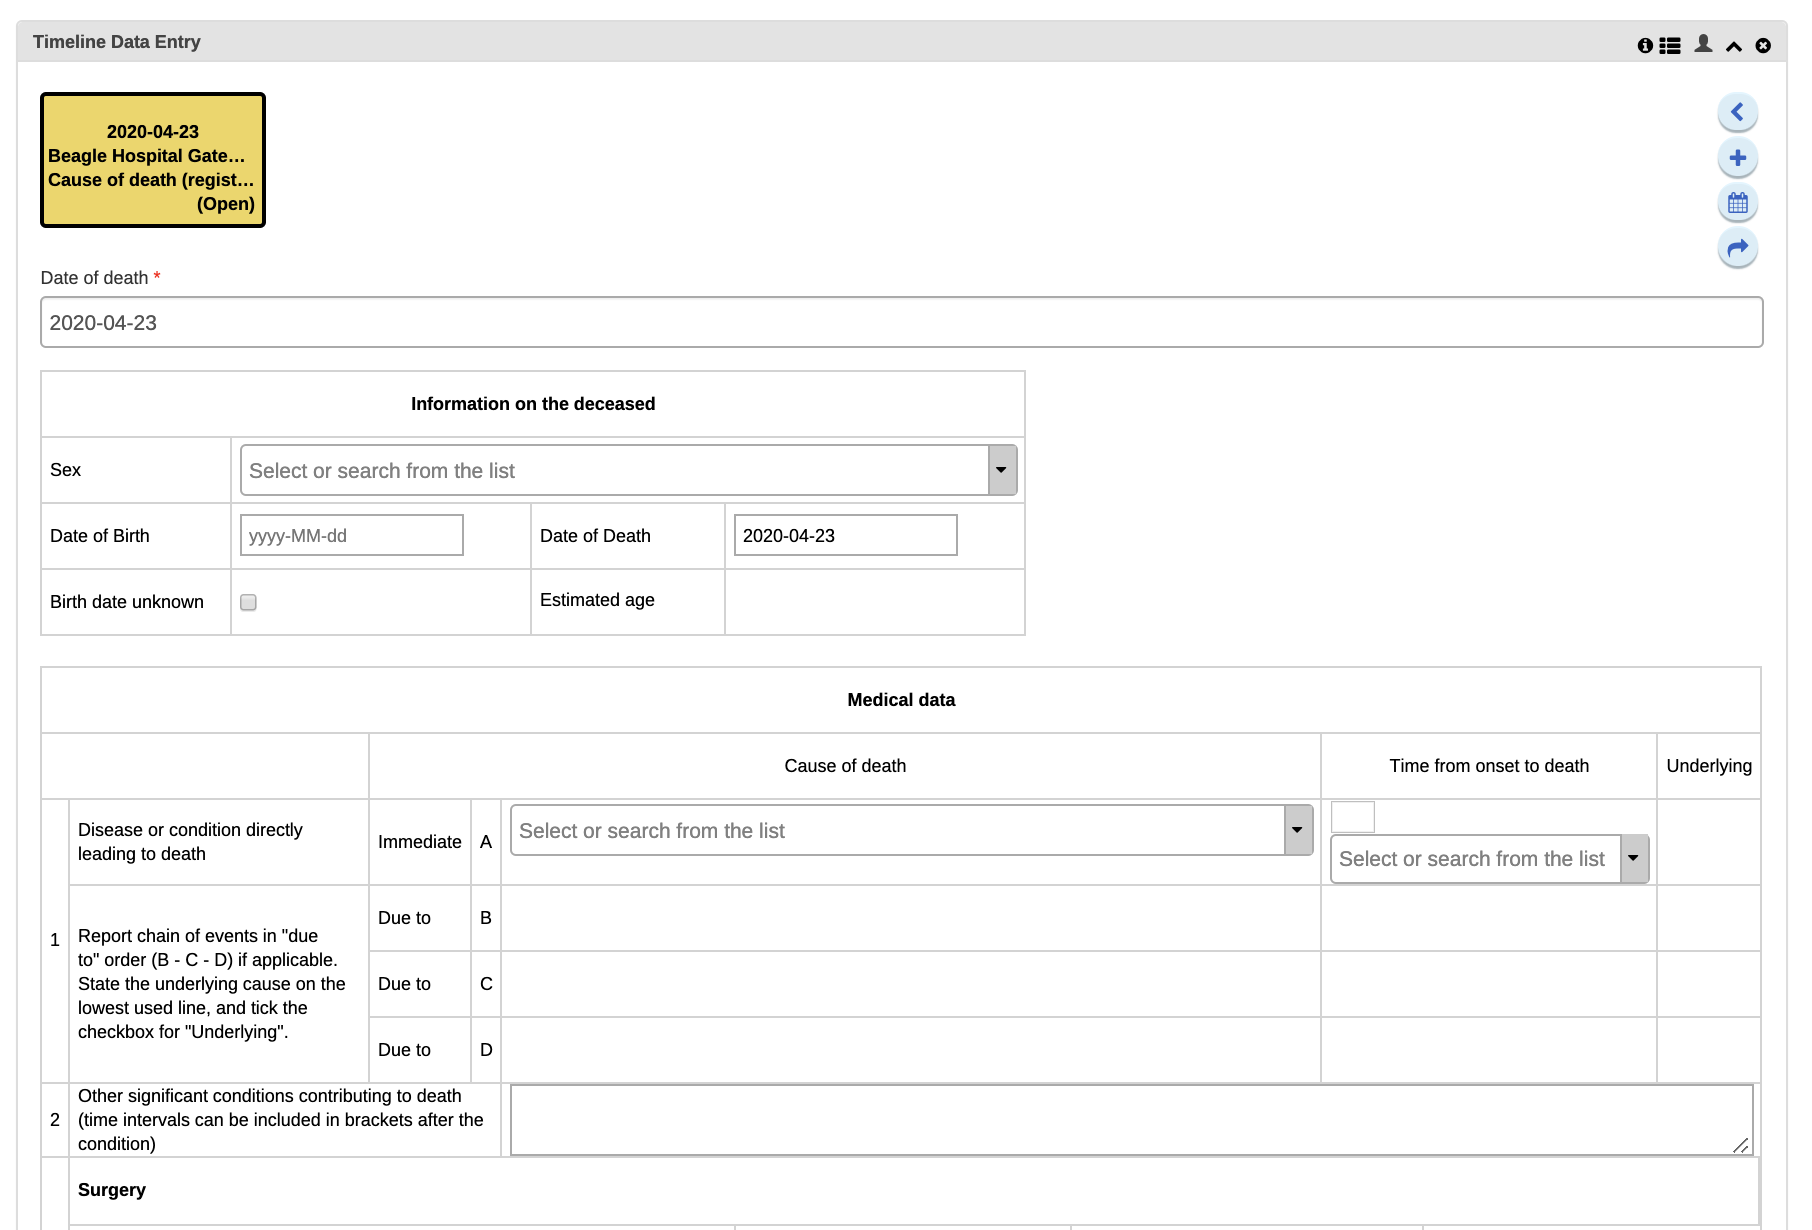 Timeline Data Entry
2020-04-23
Beagle Hospital Gate...
Cause of death (regist...
(Open)
Date of death *
2020-04-23
Information on the deceased
Sex
Select or search from the list
Date of Birth
yyyy-MM-dd
Date of Death
2020-04-23
Birth date unknown
Estimated age
Medical data
Cause of death
Time from onset to death
Underlying
1
Disease or condition directly
leading to death
Immediate
A
Select or search from the list
Select or search from the list
Report chain of events in "due
to" order (B - C - D) if applicable.
State the underlying cause on the
lowest used line, and tick the
checkbox for "Underlying".
Due to
B
Due to
C
Due to
D
2
Other significant conditions contributing to death
(time intervals can be included in brackets after the
condition)
Surgery